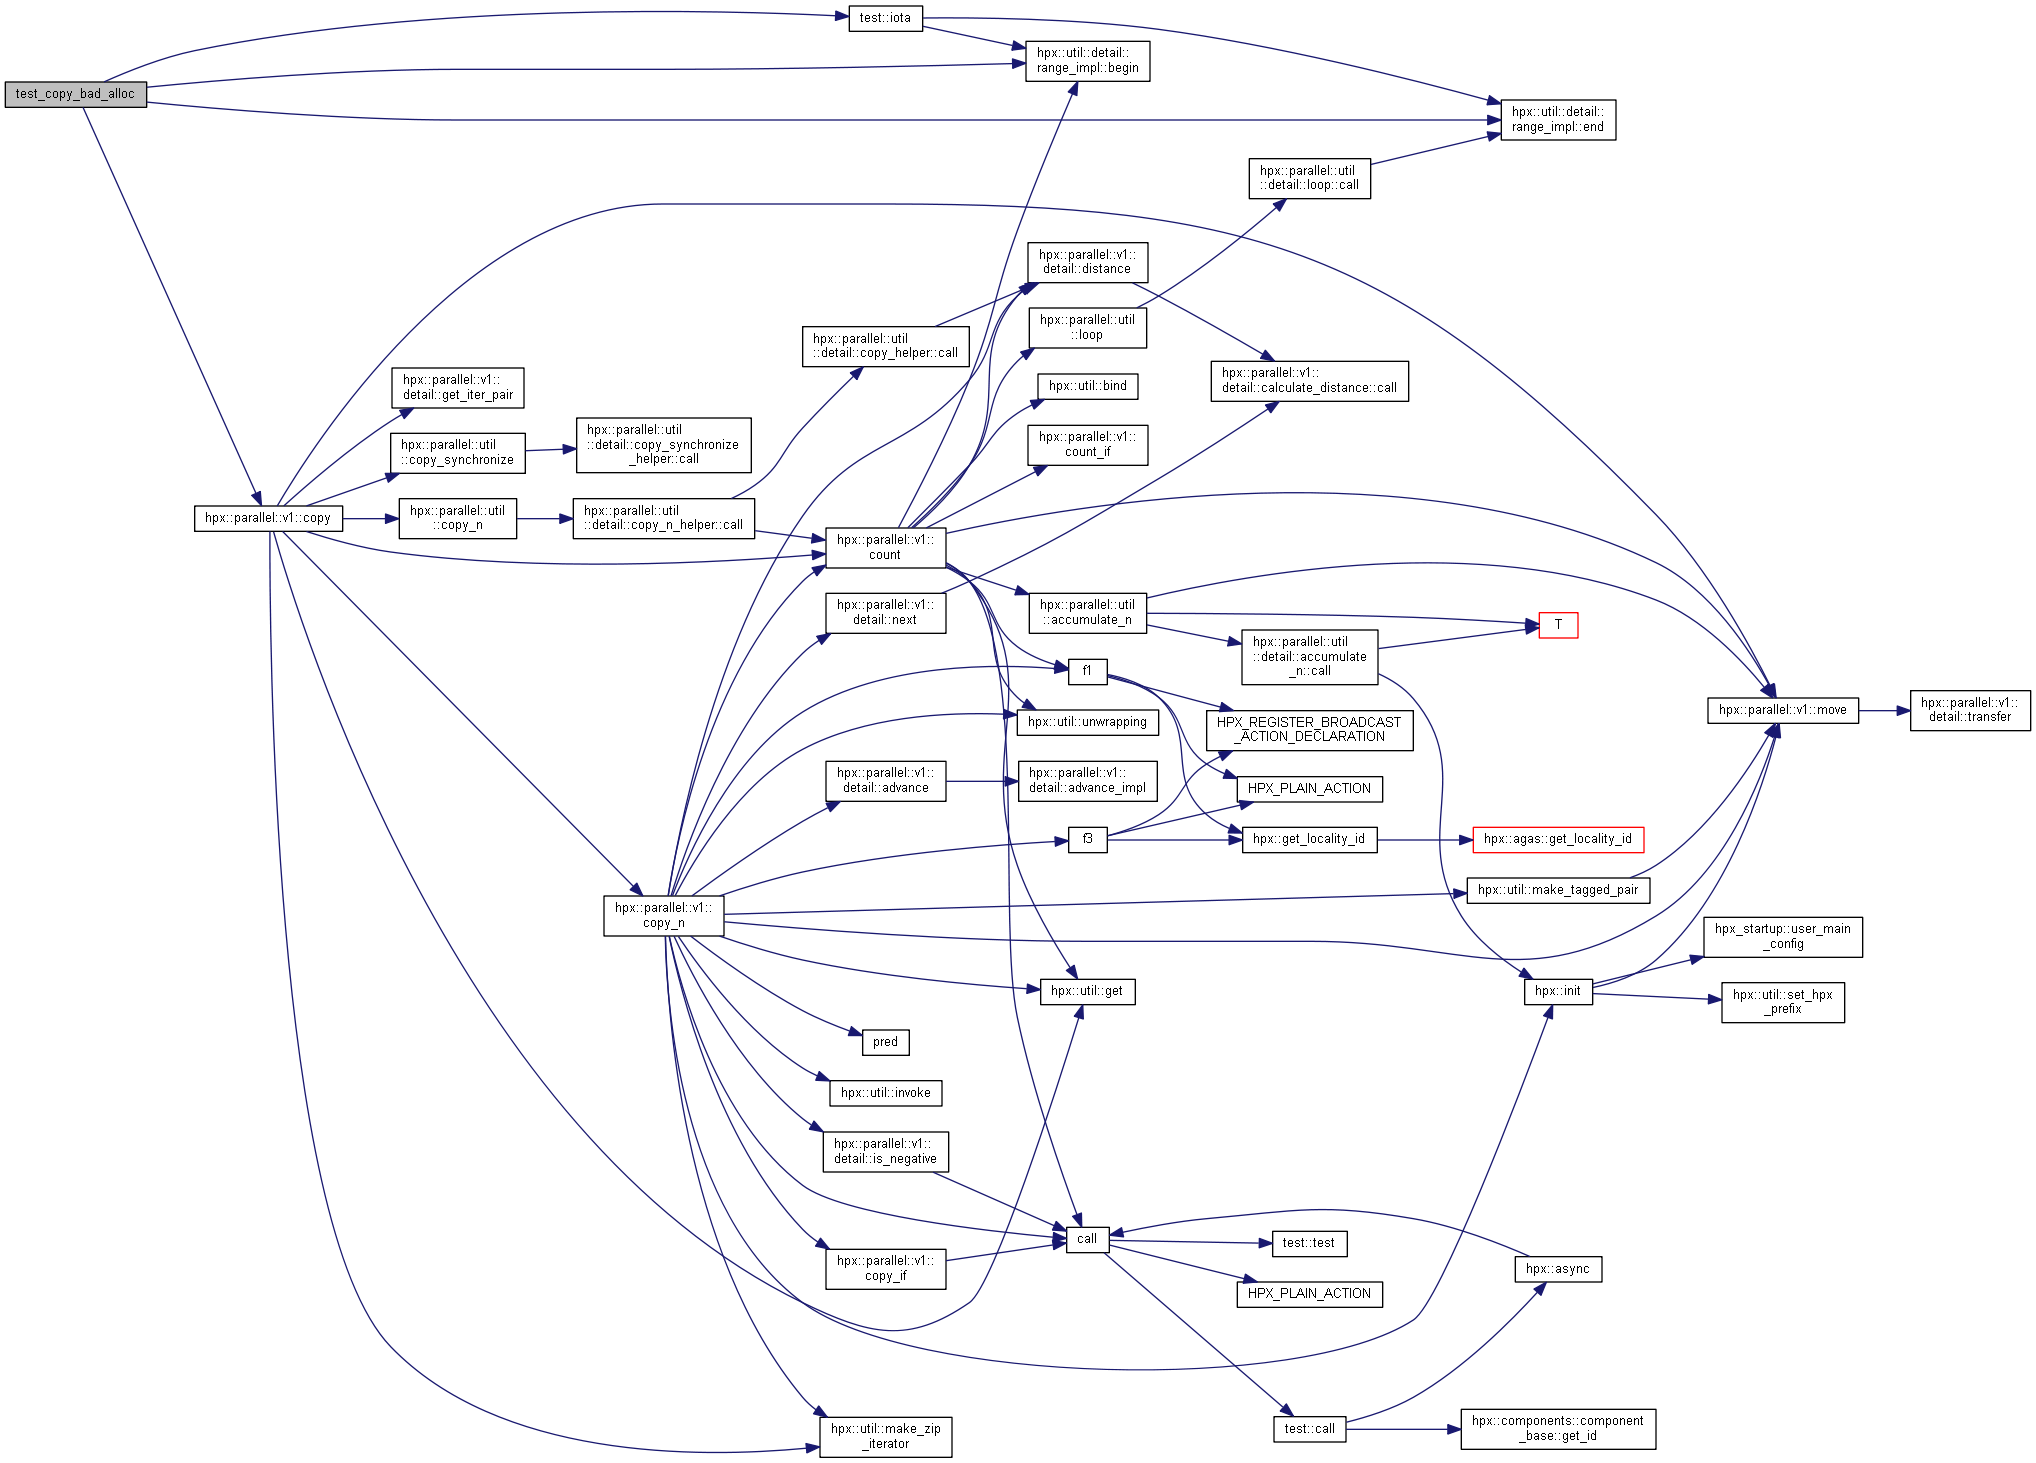 test::iota
hpx::util::detail::
range_impl::begin
test_copy_bad_alloc
hpx::util::detail::
range_impl::end
hpx::parallel::util
::detail::loop::call
hpx::parallel::v1::
detail::distance
hpx::parallel::util
::loop
hpx::parallel::util
::detail::copy_helper::call
hpx::parallel::v1::
detail::get_iter_pair
hpx::util::bind
hpx::parallel::v1::
detail::calculate_distance::call
hpx::parallel::util
::copy_synchronize
hpx::parallel::util
::detail::copy_synchronize
_helper::call
hpx::parallel::v1::
count_if
hpx::parallel::v1::copy
hpx::parallel::util
::copy_n
hpx::parallel::util
::detail::copy_n_helper::call
hpx::parallel::v1::
count
hpx::parallel::v1::
detail::next
hpx::parallel::util
::accumulate_n
T
hpx::parallel::util
::detail::accumulate
_n::call
f1
hpx::util::unwrapping
HPX_REGISTER_BROADCAST
_ACTION_DECLARATION
hpx::parallel::v1::move
hpx::parallel::v1::
detail::transfer
hpx::parallel::v1::
detail::advance
hpx::parallel::v1::
detail::advance_impl
HPX_PLAIN_ACTION
f3
hpx::get_locality_id
hpx::agas::get_locality_id
hpx::util::make_tagged_pair
hpx::parallel::v1::
copy_n
hpx_startup::user_main
_config
hpx::util::get
hpx::init
hpx::util::set_hpx
_prefix
pred
hpx::util::invoke
hpx::parallel::v1::
detail::is_negative
call
test::test
hpx::parallel::v1::
copy_if
hpx::async
HPX_PLAIN_ACTION
hpx::util::make_zip
_iterator
test::call
hpx::components::component
_base::get_id